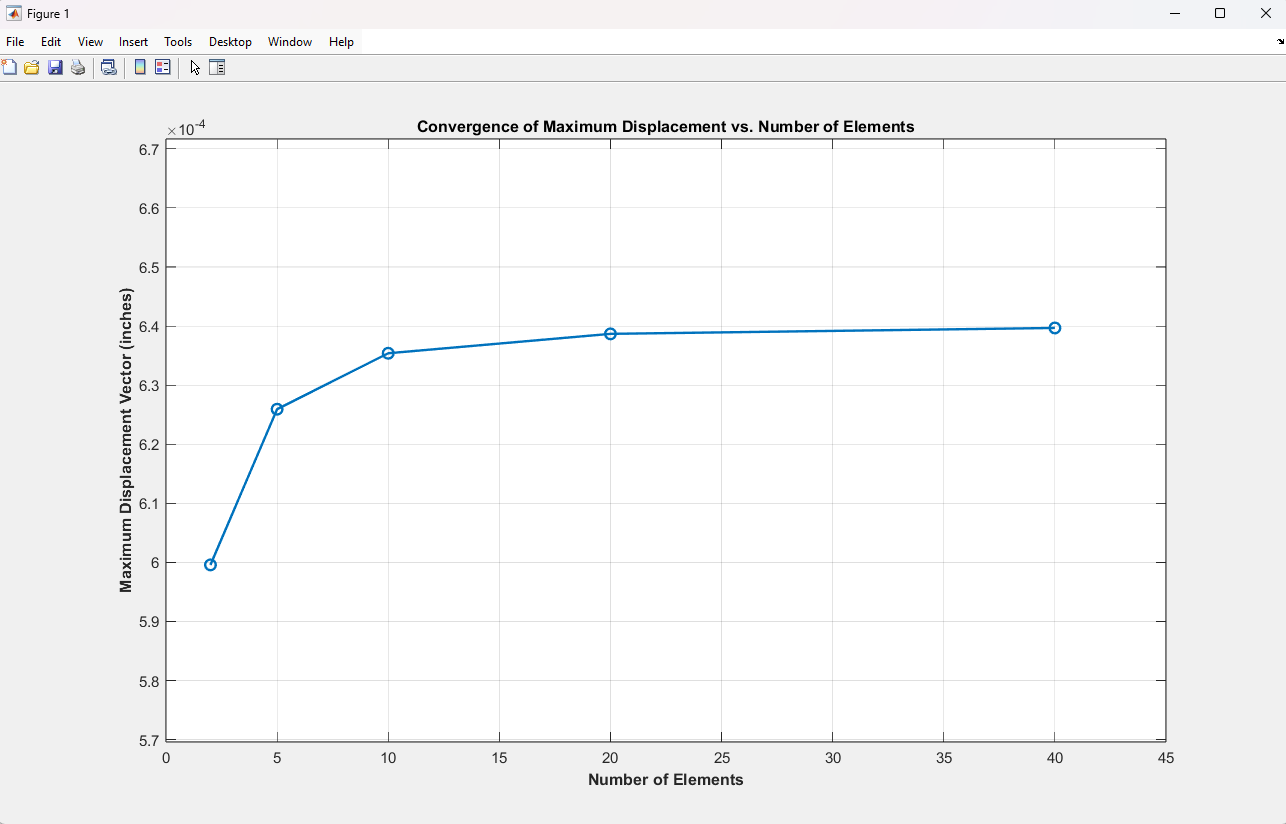 Figure 1
File Edit View Insert Tools Desktop Window Help
×10-4
Convergence of Maximum Displacement vs. Number of Elements
6.7
6.6
6.5
6.4
6.3
6.2
6.1
6
5.9
5.8
5.7
Maximum Displacement Vector (inches)
0 5 10 15 20 25 30 35 40 45
Number of Elements